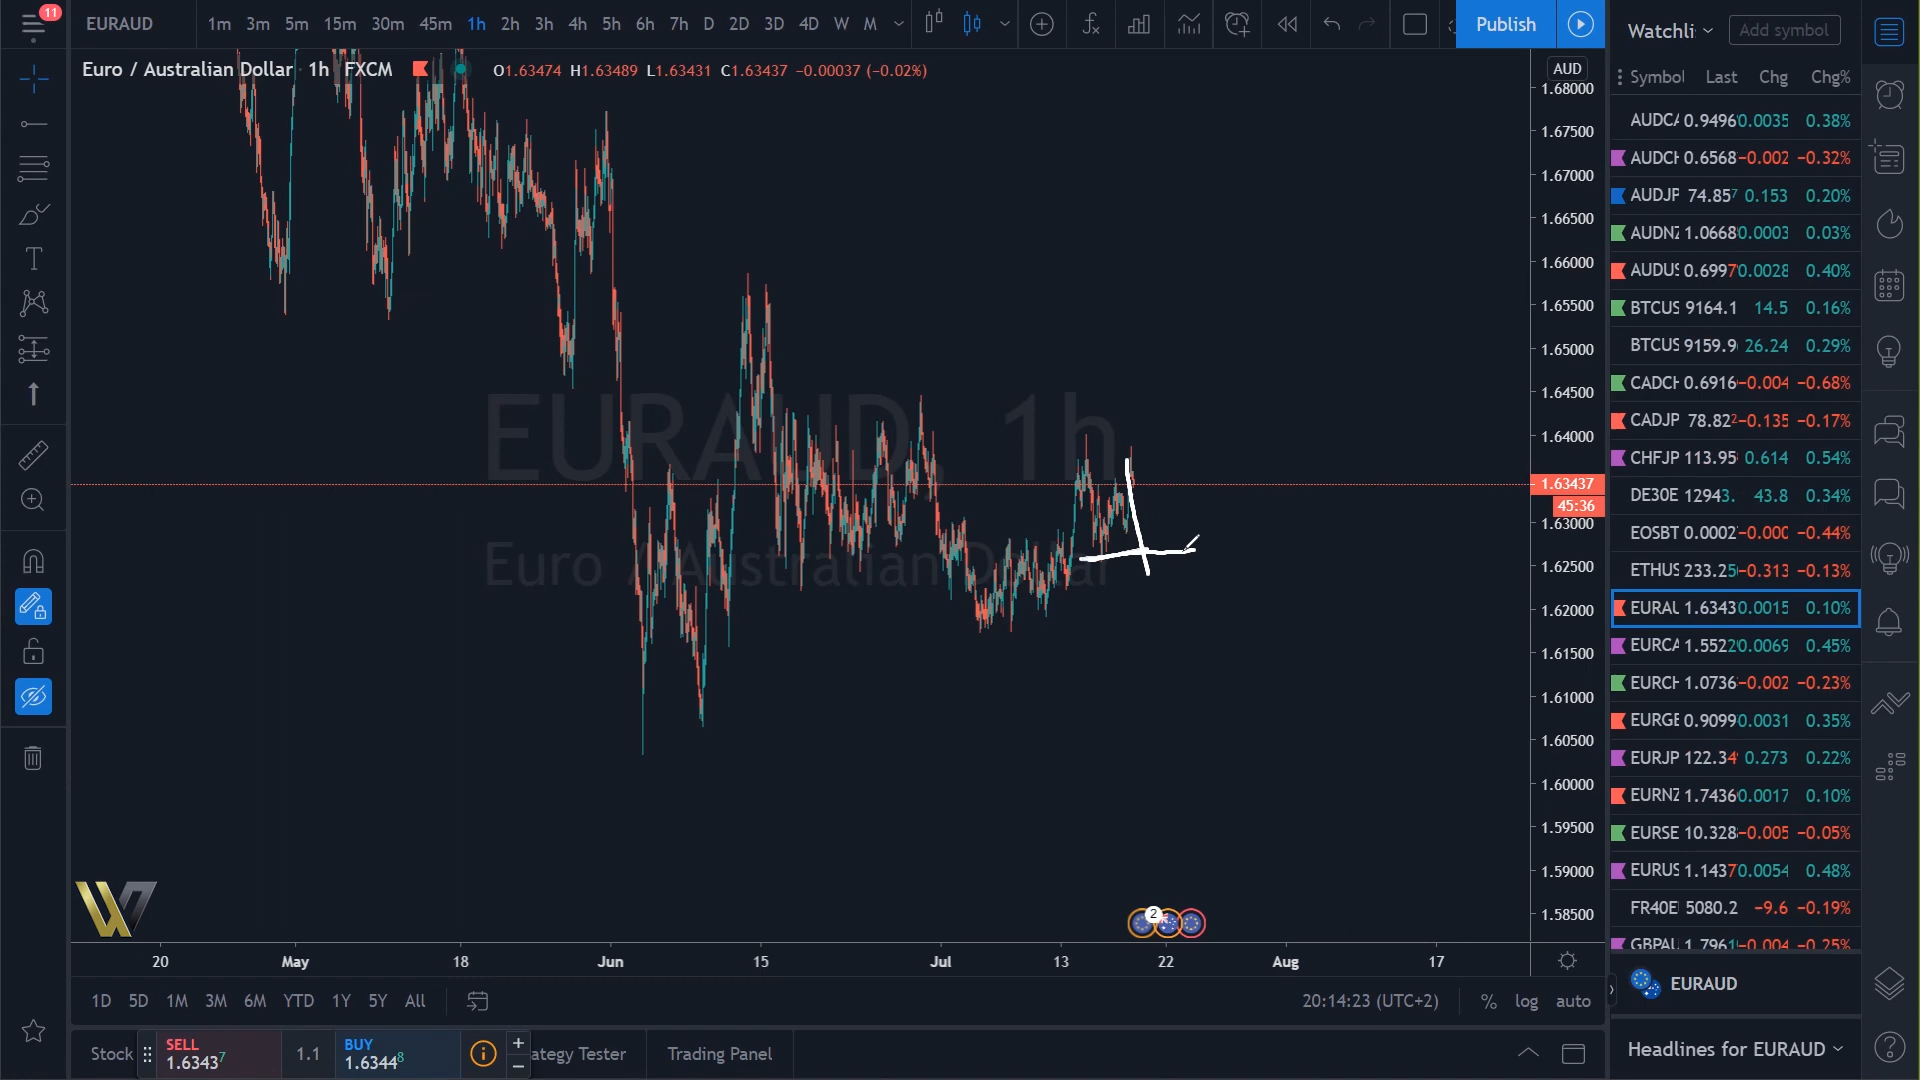 11
EURAUD 1m 3m 5m 15m 30m 45m 1h 2h 3h 4h 5h 6h 7h D 2D 3D 4D W M Publish
Euro / Australian Dollar 1h FXCM O1.63474 H1.63489 L1.63431 C1.63437 −0.00037 (−0.02%)
EURAUD, 1h
Euro / Australian Dollar
AUD
1.68000
1.67500
1.67000
1.66500
1.66000
1.65500
1.65000
1.64500
1.64000
1.63437
45:36
1.63000
1.62500
1.62000
1.61500
1.61000
1.60500
1.60000
1.59500
1.59000
1.58500
2
20 May 18 Jun 15 Jul 13 22 Aug 17
1D 5D 1M 3M 6M YTD 1Y 5Y All 20:14:23 (UTC+2) % log auto
Stock SELL 1.63437 1.1 BUY 1.63448 ategy Tester Trading Panel
Watchli Add symbol
Symbol Last Chg Chg%
AUDCA 0.9496 0.0035 0.38%
AUDCH 0.6568 −0.002 −0.32%
AUDJP 74.857 0.153 0.20%
AUDNZ 1.0668 0.0003 0.03%
AUDUS 0.6997 0.0028 0.40%
BTCUS 9164.1 14.5 0.16%
BTCUS 9159.9 26.24 0.29%
CADCH 0.6916 −0.004 −0.68%
CADJP 78.822 −0.135 −0.17%
CHFJP 113.95 0.614 0.54%
DE30E 12943. 43.8 0.34%
EOSBT 0.0002 −0.000 −0.44%
ETHUS 233.25 −0.313 −0.13%
EURAU 1.6343 0.0015 0.10%
EURCA 1.5522 0.0069 0.45%
EURCH 1.0736 −0.002 −0.23%
EURGE 0.9099 0.0031 0.35%
EURJP 122.34 0.273 0.22%
EURNZ 1.7436 0.0017 0.10%
EURSE 10.328 −0.005 −0.05%
EURUS 1.1437 0.0054 0.48%
FR40E 5080.2 −9.6 −0.19%
GBPAU 1.7961 −0.004 −0.25%
EURAUD
Headlines for EURAUD